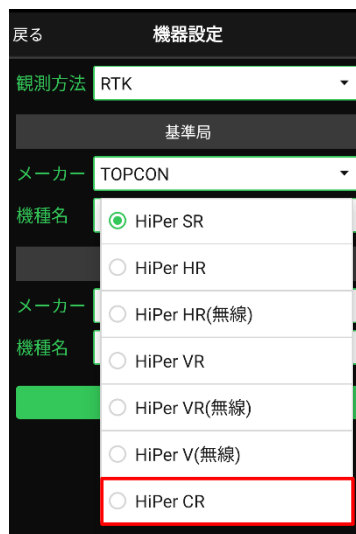 戻る 機器設定
観測方法 RTK
基準局
メーカー TOPCON
機種名
HiPer SR
HiPer HR
メーカー
HiPer HR(無線)
機種名
HiPer VR
HiPer VR(無線)
HiPer V(無線)
HiPer CR